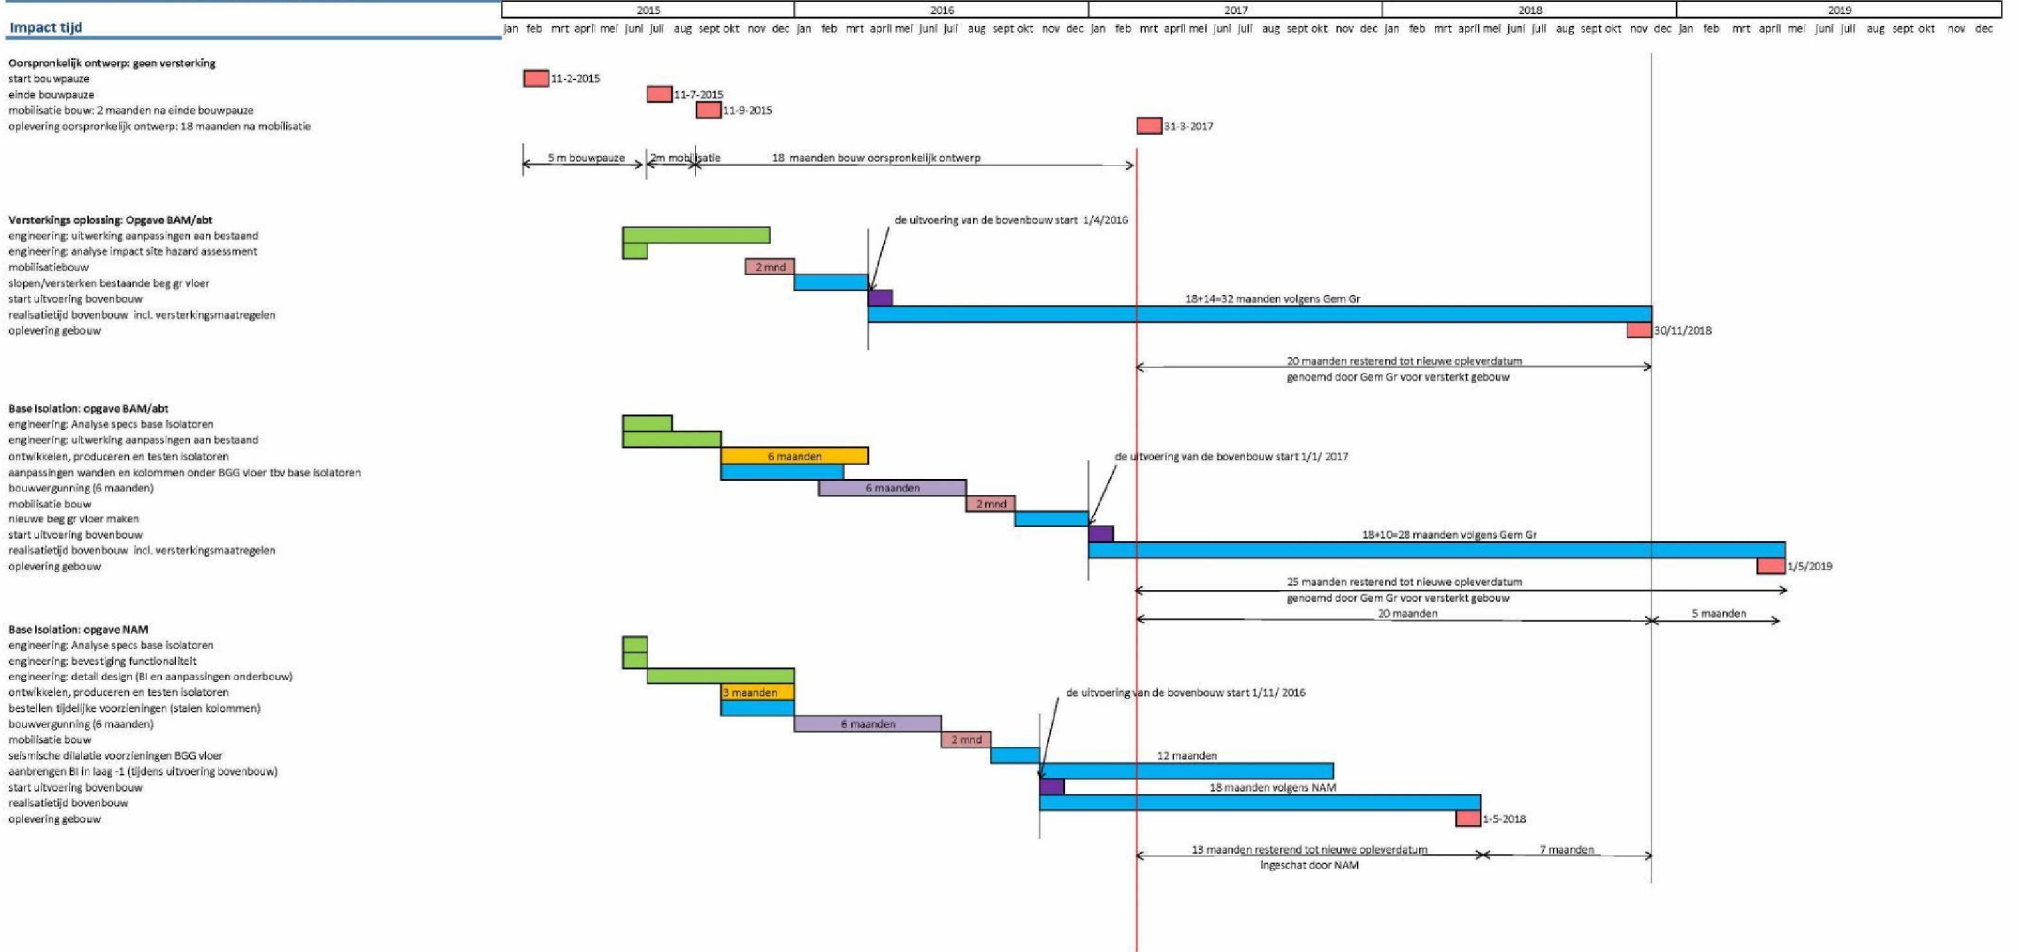 2015 2016 2017 2018 2019
Impact tijd
jan feb mrt april mei juni juli aug sept okt nov dec jan feb mrt april mei juni juli aug sept okt nov dec jan feb mrt april mei juni juli aug sept okt nov dec jan feb mrt april mei juni juli aug sept okt nov dec jan feb mrt april mei juni juli aug sept okt nov dec
Oorspronkelijk ontwerp: geen versterking
start bouwpauze 11-2-2015
einde bouwpauze 11-7-2015
mobilisatie bouw: 2 maanden na einde bouwpauze 11-9-2015
oplevering oorspronkelijk ontwerp: 18 maanden na mobilisatie 31-3-2017
5 m bouwpauze 2m mobilisatie 18 maanden bouw oorspronkelijk ontwerp
Versterkings oplossing: Opgave BAM/abt de uitvoering van de bovenbouw start 1/4/2016
engineering: uitwerking aanpassingen aan bestaand
engineering: analyse impact site hazard assessment
mobilisatiebouw 2 mnd
slopen/versterken bestaande beg gr vloer
start uitvoering bovenbouw 18+14=32 maanden volgens Gem Gr
realisatietijd bovenbouw incl. versterkingsmaatregelen
oplevering gebouw 30/11/2018
20 maanden resterend tot nieuwe opleverdatum
genoemd door Gem Gr voor versterkt gebouw
Base Isolation: opgave BAM/abt
engineering: Analyse specs base isolatoren
engineering: uitwerking aanpassingen aan bestaand
ontwikkelen, produceren en testen isolatoren 6 maanden de uitvoering van de bovenbouw start 1/1/ 2017
aanpassingen wanden en kolommen onder BGG vloer tbv base isolatoren
bouwvergunning (6 maanden) 6 maanden
mobilisatie bouw 2 mnd
nieuwe beg gr vloer maken
start uitvoering bovenbouw 18+10=28 maanden volgens Gem Gr
realisatietijd bovenbouw incl. versterkingsmaatregelen
oplevering gebouw 1/5/2019
25 maanden resterend tot nieuwe opleverdatum
genoemd door Gem Gr voor versterkt gebouw
20 maanden 5 maanden
Base Isolation: opgave NAM
engineering: Analyse specs base isolatoren
engineering: bevestiging functionaliteit
engineering: detail design (BI en aanpassingen onderbouw)
ontwikkelen, produceren en testen isolatoren 3 maanden de uitvoering van de bovenbouw start 1/11/ 2016
bestellen tijdelijke voorzieningen (stalen kolommen)
bouwvergunning (6 maanden) 6 maanden
mobilisatie bouw 2 mnd
seismische dilalatie voorzieningen BGG vloer 12 maanden
aanbrengen BI in laag -1 (tijdens uitvoering bovenbouw)
start uitvoering bovenbouw 18 maanden volgens NAM
realisatietijd bovenbouw
oplevering gebouw 1-5-2018
13 maanden resterend tot nieuwe opleverdatum 7 maanden
Ingeschat door NAM